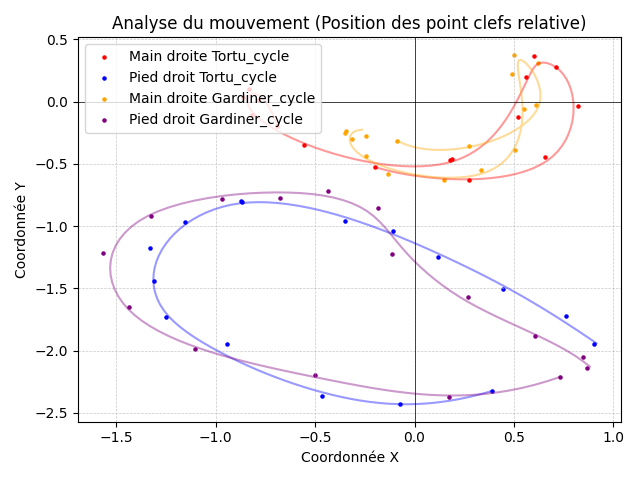 Analyse du mouvement (Position des point clefs relative)
Main droite Tortu_cycle
Pied droit Tortu_cycle
Main droite Gardiner_cycle
Pied droit Gardiner_cycle
Coordonnée Y
0.5
0.0
−0.5
−1.0
−1.5
−2.0
−2.5
−1.5
−1.0
−0.5
0.0
0.5
1.0
Coordonnée X